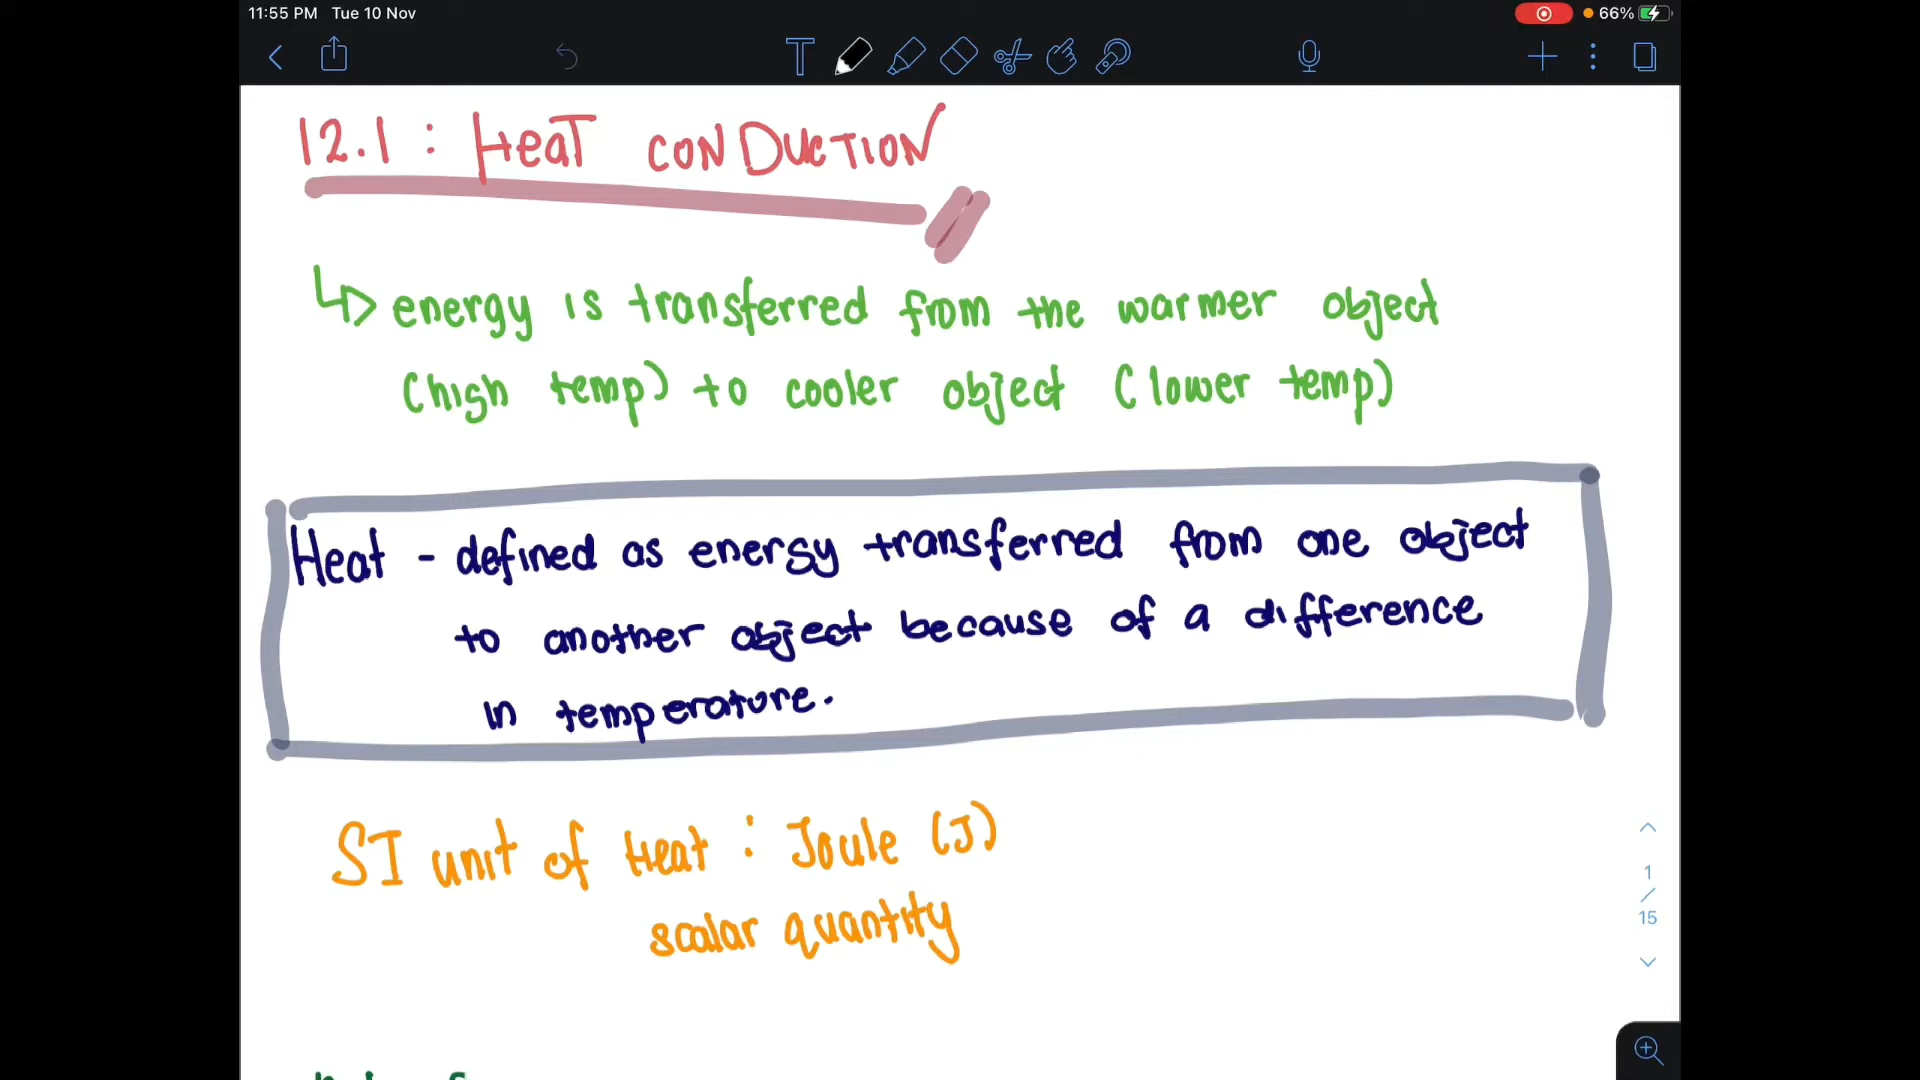 11:55 PM Tue 10 Nov
66%
12.1 : HeaT CONDUCTION
energy is transferred from the warmer object
(high temp) to cooler object (lower temp)
Heat - defined as energy transferred from one object
to another object because of a difference
in temperature.
SI unit of Heat : Joule (J)
scalar quantity
1
/
15